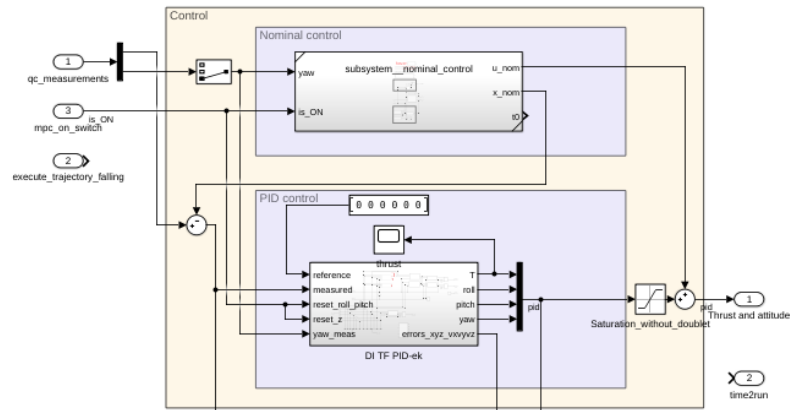 Control
Nominal control
1
qc_measurements
yaw
subsystem__nominal_control
u_nom
x_nom
is_ON
t0
3
is_ON
mpc_on_switch
2
execute_trajectory_falling
PID control
0 0 0 0 0 0
thrust
reference
measured
reset_roll_pitch
reset_z
yaw_meas
T
roll
pitch
yaw
errors_xyz_vxvyvz
DI TF PID-ek
pid
Saturation_without_doublet
pid
1
Thrust and attitude
2
time2run